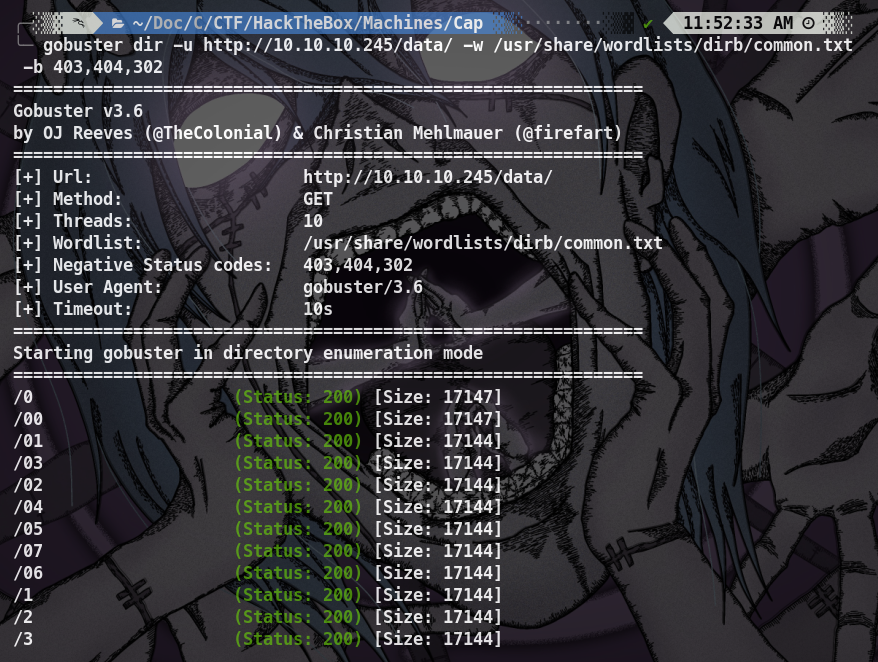 ~/Doc/C/CTF/HackTheBox/Machines/Cap ✔ 11:52:33 AM
gobuster dir -u http://10.10.10.245/data/ -w /usr/share/wordlists/dirb/common.txt
-b 403,404,302
===============================================================
Gobuster v3.6
by OJ Reeves (@TheColonial) & Christian Mehlmauer (@firefart)
===============================================================
[+] Url: http://10.10.10.245/data/
[+] Method: GET
[+] Threads: 10
[+] Wordlist: /usr/share/wordlists/dirb/common.txt
[+] Negative Status codes: 403,404,302
[+] User Agent: gobuster/3.6
[+] Timeout: 10s
===============================================================
Starting gobuster in directory enumeration mode
===============================================================
/0 (Status: 200) [Size: 17147]
/00 (Status: 200) [Size: 17147]
/01 (Status: 200) [Size: 17144]
/03 (Status: 200) [Size: 17144]
/02 (Status: 200) [Size: 17144]
/04 (Status: 200) [Size: 17144]
/05 (Status: 200) [Size: 17144]
/07 (Status: 200) [Size: 17144]
/06 (Status: 200) [Size: 17144]
/1 (Status: 200) [Size: 17144]
/2 (Status: 200) [Size: 17144]
/3 (Status: 200) [Size: 17144]